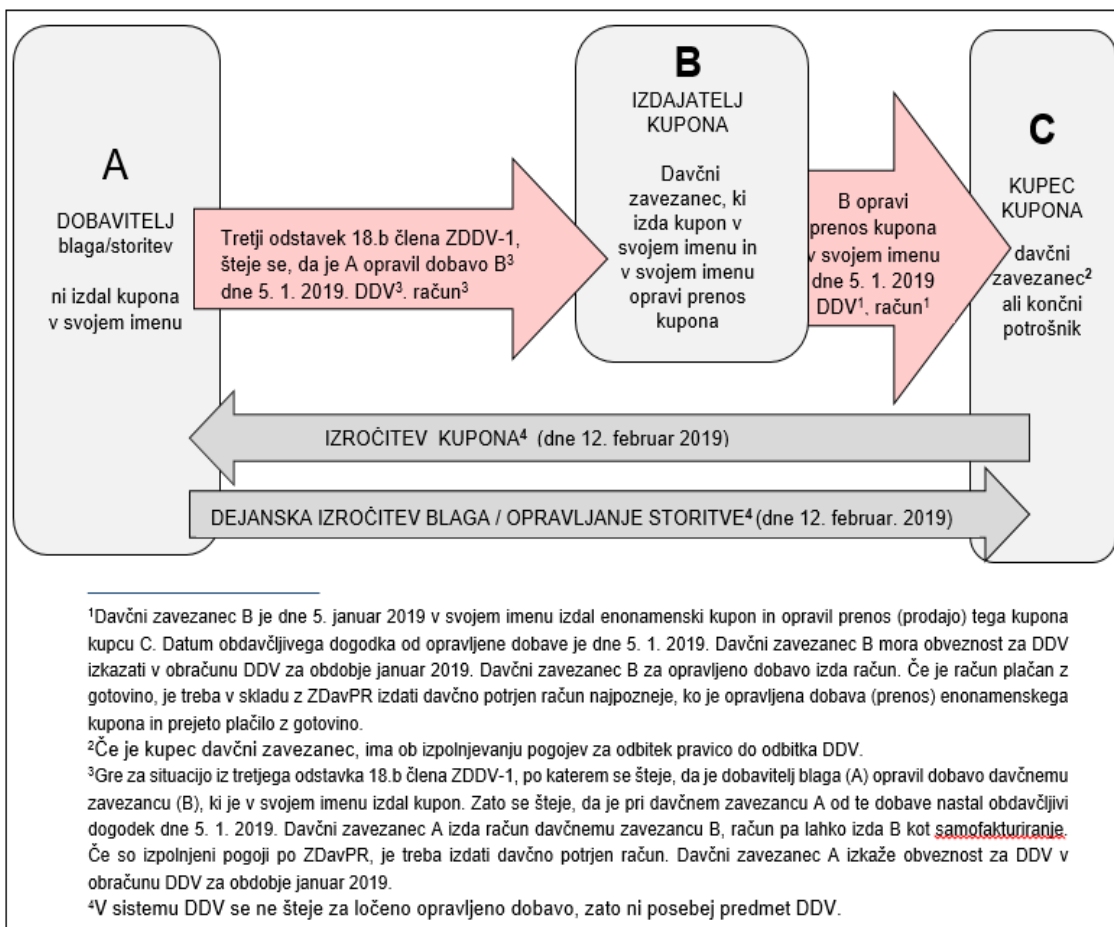 A
DOBAVITELJ
blaga/storitev
ni izdal kupona
v svojem imenu
Tretji odstavek 18.b člena ZDDV-1,
šteje se, da je A opravil dobavo B³
dne 5. 1. 2019. DDV³. račun³
B
IZDAJATELJ
KUPONA
Davčni
zavezanec, ki
izda kupon v
svojem imenu in
v svojem imenu
opravi prenos
kupona
B opravi
prenos kupona
v svojem imenu
dne 5. 1. 2019
DDV¹, račun¹
C
KUPEC
KUPONA
davčni
zavezanec²
ali končni
potrošnik
IZROČITEV KUPONA⁴ (dne 12. februar 2019)
DEJANSKA IZROČITEV BLAGA / OPRAVLJANJE STORITVE⁴ (dne 12. februar. 2019)
¹Davčni zavezanec B je dne 5. januar 2019 v svojem imenu izdal enonamenski kupon in opravil prenos (prodajo) tega kupona
kupcu C. Datum obdavčljivega dogodka od opravljene dobave je dne 5. 1. 2019. Davčni zavezanec B mora obveznost za DDV
izkazati v obračunu DDV za obdobje januar 2019. Davčni zavezanec B za opravljeno dobavo izda račun. Če je račun plačan z
gotovino, je treba v skladu z ZDavPR izdati davčno potrjen račun najpozneje, ko je opravljena dobava (prenos) enonamenskega
kupona in prejeto plačilo z gotovino.
²Če je kupec davčni zavezanec, ima ob izpolnjevanju pogojev za odbitek pravico do odbitka DDV.
³Gre za situacijo iz tretjega odstavka 18.b člena ZDDV-1, po katerem se šteje, da je dobavitelj blaga (A) opravil dobavo davčnemu
zavezancu (B), ki je v svojem imenu izdal kupon. Zato se šteje, da je pri davčnem zavezancu A od te dobave nastal obdavčljivi
dogodek dne 5. 1. 2019. Davčni zavezanec A izda račun davčnemu zavezancu B, račun pa lahko izda B kot samofakturiranje.
Če so izpolnjeni pogoji po ZDavPR, je treba izdati davčno potrjen račun. Davčni zavezanec A izkaže obveznost za DDV v
obračunu DDV za obdobje januar 2019.
⁴V sistemu DDV se ne šteje za ločeno opravljeno dobavo, zato ni posebej predmet DDV.